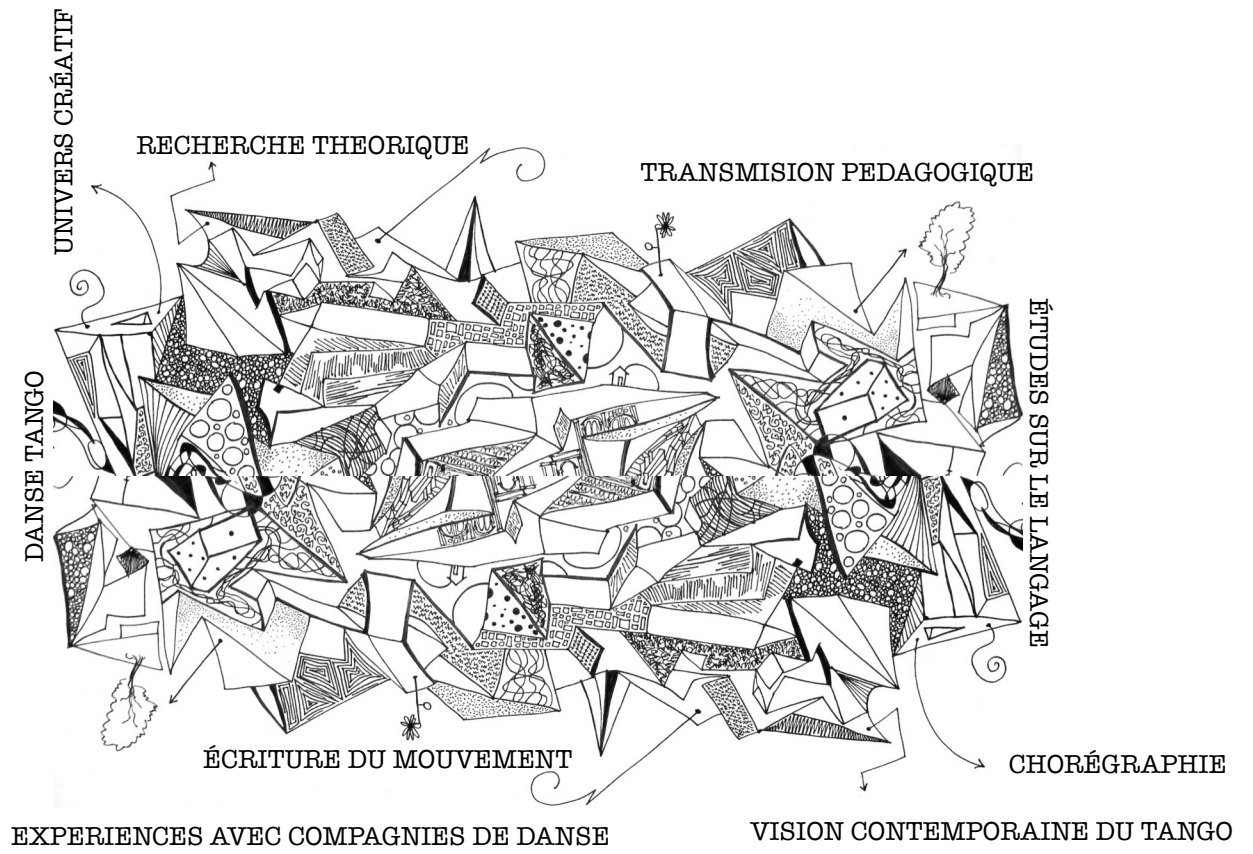 UNIVERS CRÉATIF
RECHERCHE THEORIQUE
TRANSMISION PEDAGOGIQUE
DANSE TANGO
ÉTUDES SUR LE LANGAGE
ÉCRITURE DU MOUVEMENT
CHORÉGRAPHIE
EXPERIENCES AVEC COMPAGNIES DE DANSE
VISION CONTEMPORAINE DU TANGO